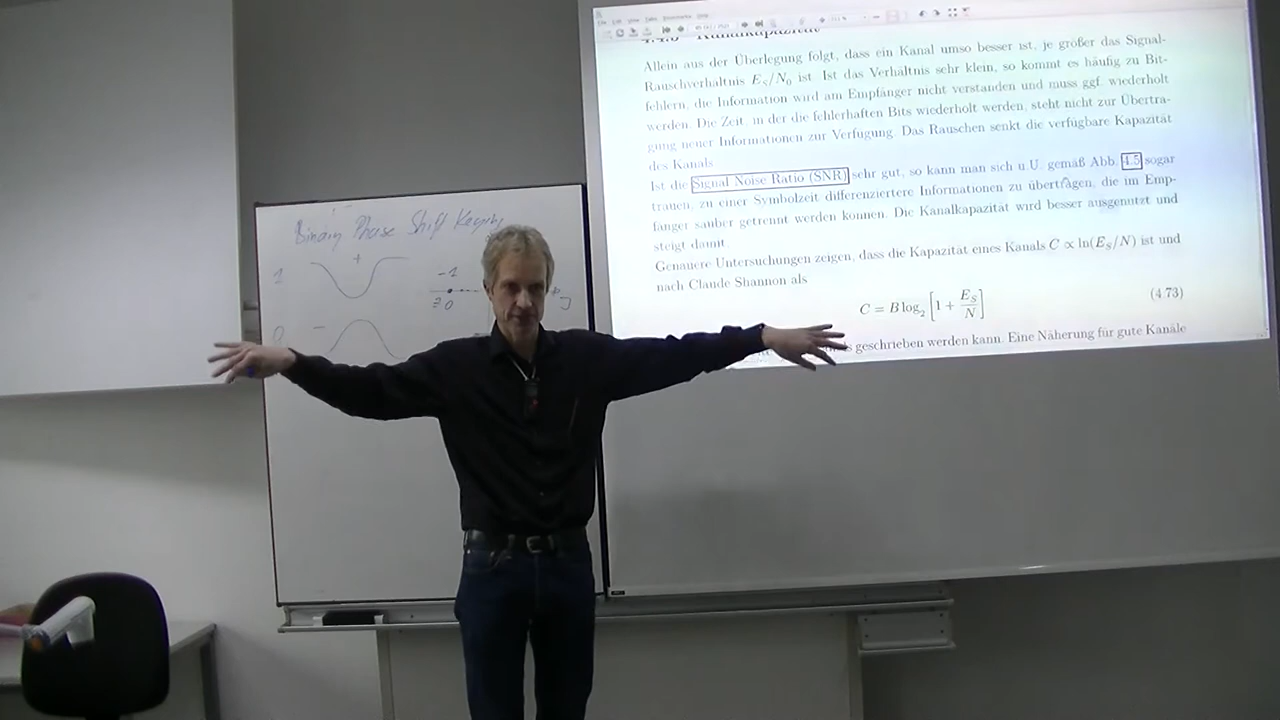 Binary Phase Shift Keying
1
+
-1
0
-
4.4.3 Kanalkapazität
Allein aus der Überlegung folgt, dass ein Kanal umso besser ist, je größer das Signal-
Rauschverhältnis E_S/N_0 ist. Ist das Verhältnis sehr klein, so kommt es häufig zu Bit-
fehlern, die Information wird am Empfänger nicht verstanden und muss ggf. wiederholt
werden. Die Zeit, in der die fehlerhaften Bits wiederholt werden, steht nicht zur Übertra-
gung neuer Informationen zur Verfügung. Das Rauschen senkt die verfügbare Kapazität
des Kanals.
Ist die Signal Noise Ratio (SNR) sehr gut, so kann man sich u.U. gemäß Abb. 4.5 sogar
trauen, zu einer Symbolzeit differenziertere Informationen zu übertragen, die im Emp-
fänger sauber getrennt werden können. Die Kanalkapazität wird besser ausgenutzt und
steigt damit.
Genauere Untersuchungen zeigen, dass die Kapazität eines Kanals C ∝ ln(E_S/N) ist und
nach Claude Shannon als
C = B log_2 [1 + E_S/N] (4.73)
geschrieben werden kann. Eine Näherung für gute Kanäle